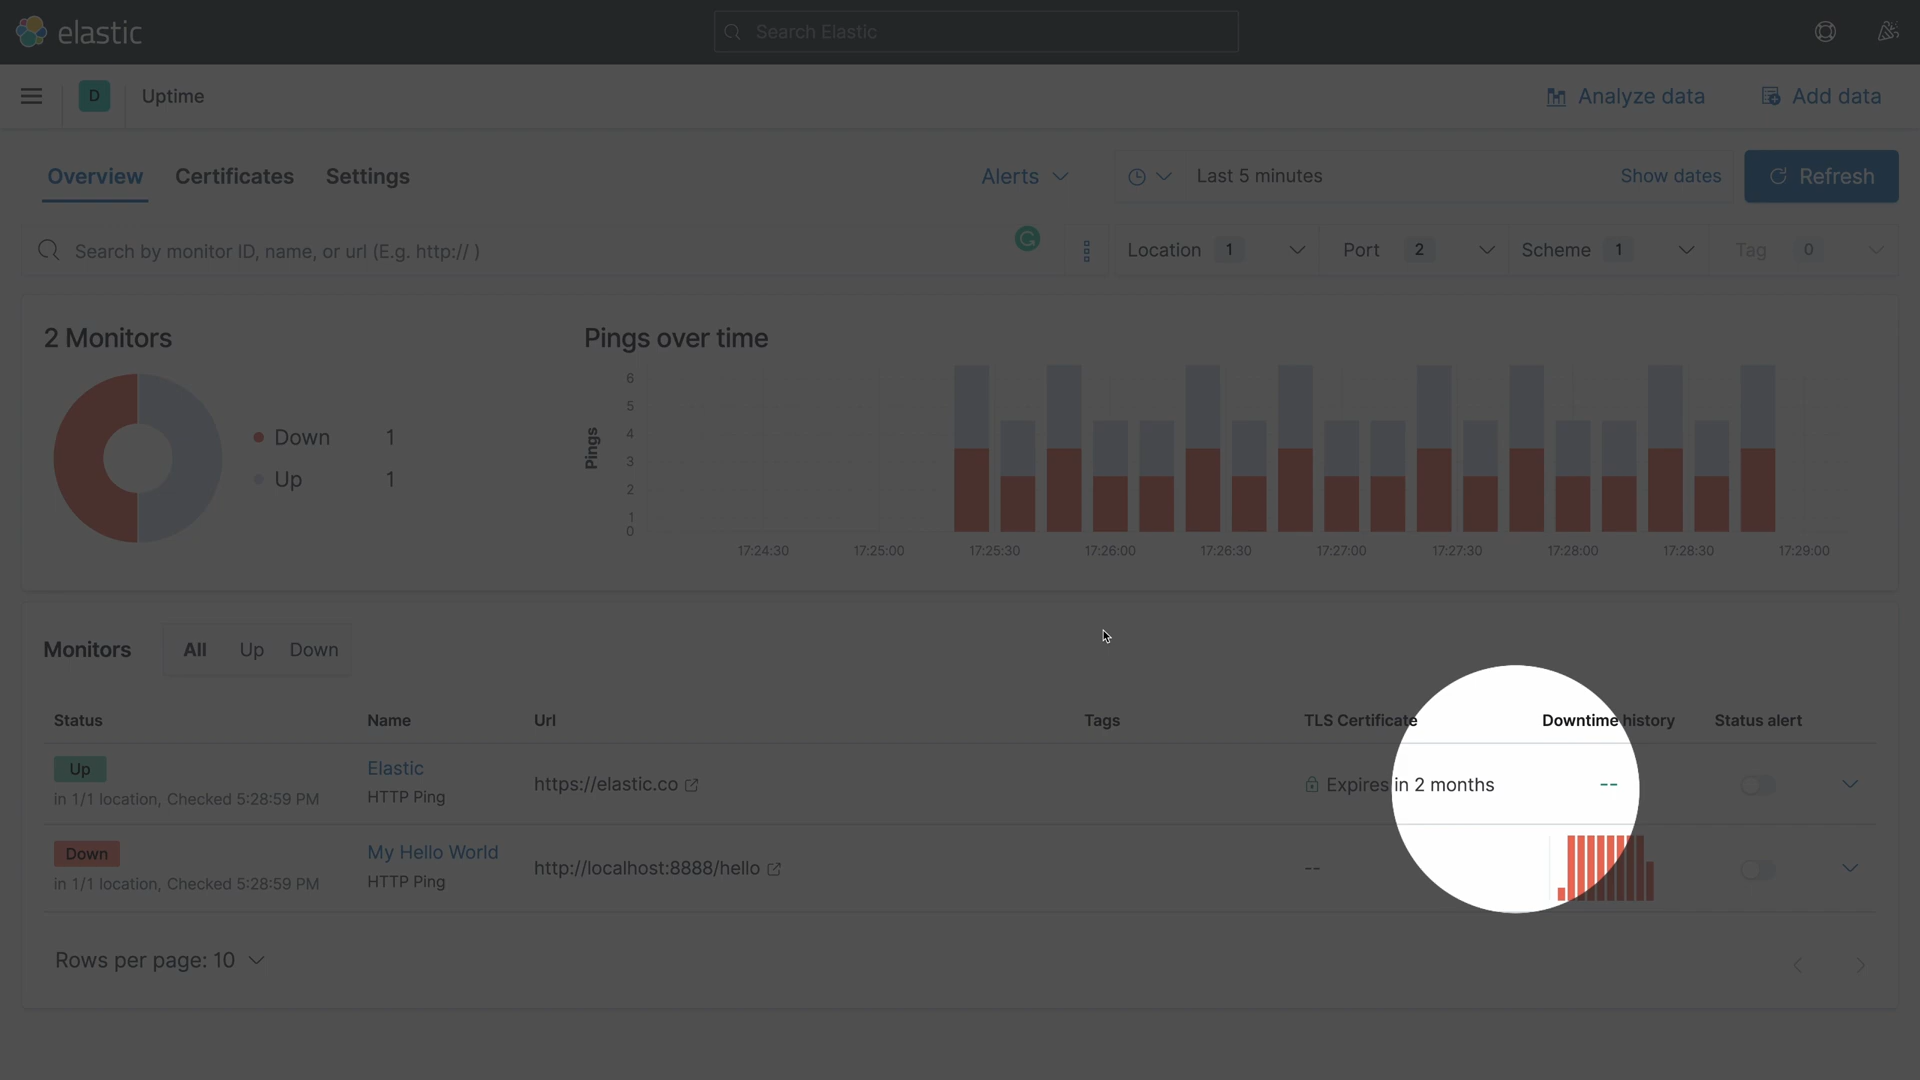 elastic
Search Elastic
D
Uptime
Analyze data
Add data
Overview
Certificates
Settings
Alerts
Last 5 minutes
Show dates
Refresh
Search by monitor ID, name, or url (E.g. http:// )
Location 1
Port 2
Scheme 1
Tag 0
2 Monitors
Down 1
Up 1
Pings over time
Pings
6
5
4
3
2
1
0
17:24:30 17:25:00 17:25:30 17:26:00 17:26:30 17:27:00 17:27:30 17:28:00 17:28:30 17:29:00
Monitors
All Up Down
Status Name Url Tags TLS Certificate Downtime history Status alert
Up
in 1/1 location, Checked 5:28:59 PM
Elastic
HTTP Ping
https://elastic.co
Expires in 2 months
--
Down
in 1/1 location, Checked 5:28:59 PM
My Hello World
HTTP Ping
http://localhost:8888/hello
--
Rows per page: 10